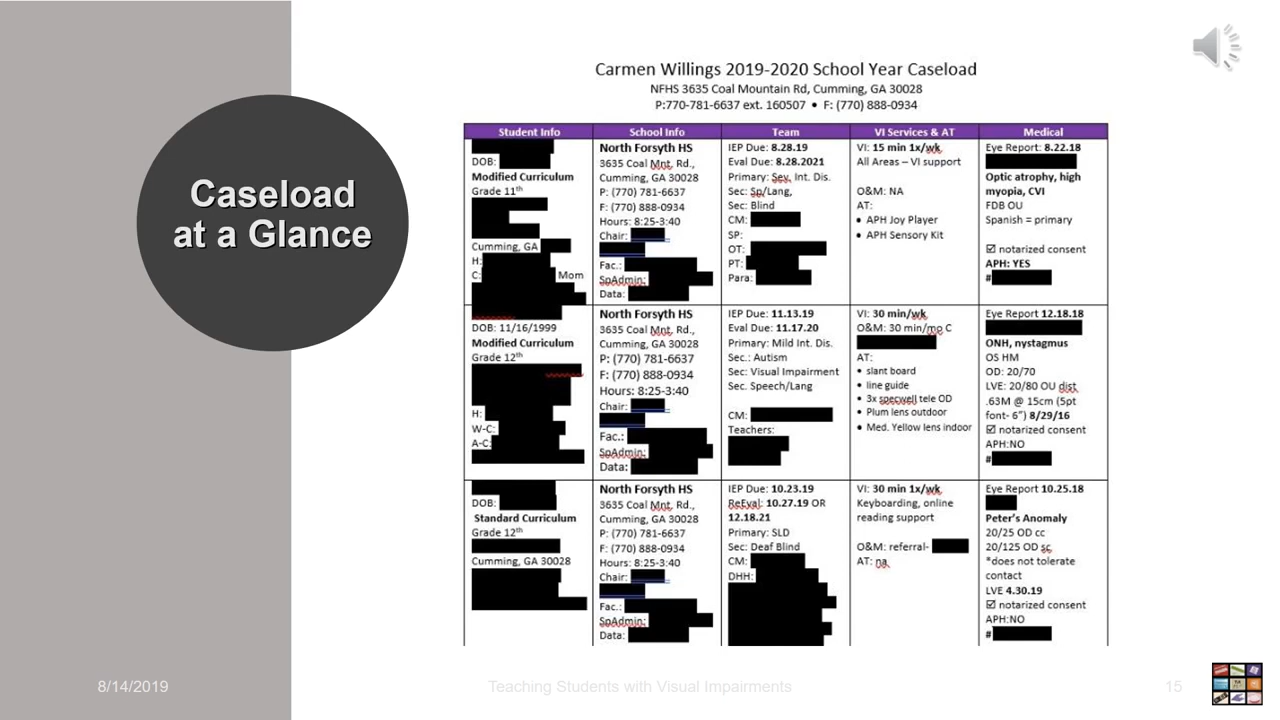 Caseload
at a Glance
Carmen Willings 2019-2020 School Year Caseload
NFHS 3635 Coal Mountain Rd, Cumming, GA 30028
P:770-781-6637 ext. 160507 • F: (770) 888-0934
Student Info
School Info
Team
VI Services & AT
Medical
DOB:
Modified Curriculum
Grade 11th
Cumming, GA
H:
C: Mom
North Forsyth HS
3635 Coal Mnt. Rd.,
Cumming, GA 30028
P: (770) 781-6637
F: (770) 888-0934
Hours: 8:25-3:40
Chair:
Fac.:
SpAdmin:
Data:
IEP Due: 8.28.19
Eval Due: 8.28.2021
Primary: Sev. Int. Dis.
Sec: Sp/Lang,
Sec: Blind
CM:
SP:
OT:
PT:
Para:
VI: 15 min 1x/wk
All Areas – VI support
O&M: NA
AT:
• APH Joy Player
• APH Sensory Kit
Eye Report: 8.22.18
Optic atrophy, high
myopia, CVI
FDB OU
Spanish = primary
☑ notarized consent
APH: YES
#
DOB: 11/16/1999
Modified Curriculum
Grade 12th
H:
W-C:
A-C:
North Forsyth HS
3635 Coal Mnt. Rd.,
Cumming, GA 30028
P: (770) 781-6637
F: (770) 888-0934
Hours: 8:25-3:40
Chair:
Fac.:
SpAdmin:
Data:
IEP Due: 11.13.19
Eval Due: 11.17.20
Primary: Mild Int. Dis.
Sec.: Autism
Sec: Visual Impairment
Sec. Speech/Lang
CM:
Teachers:
VI: 30 min/wk
O&M: 30 min/mo C
AT:
• slant board
• line guide
• 3x specwell tele OD
• Plum lens outdoor
• Med. Yellow lens indoor
Eye Report 12.18.18
ONH, nystagmus
OS HM
OD: 20/70
LVE: 20/80 OU dist
.63M @ 15cm (5pt
font- 6”) 8/29/16
☑ notarized consent
APH:NO
#
DOB:
Standard Curriculum
Grade 12th
Cumming, GA 30028
North Forsyth HS
3635 Coal Mnt. Rd.,
Cumming, GA 30028
P: (770) 781-6637
F: (770) 888-0934
Hours: 8:25-3:40
Chair:
Fac.:
SpAdmin:
Data:
IEP Due: 10.23.19
ReEval: 10.27.19 OR
12.18.21
Primary: SLD
Sec: Deaf Blind
CM:
DHH:
VI: 30 min 1x/wk
Keyboarding, online
reading support
O&M: referral-
AT: na
Eye Report 10.25.18
Peter’s Anomaly
20/25 OD cc
20/125 OD sc
*does not tolerate
contact
LVE 4.30.19
☑ notarized consent
APH:NO
#
8/14/2019
Teaching Students with Visual Impairments
15